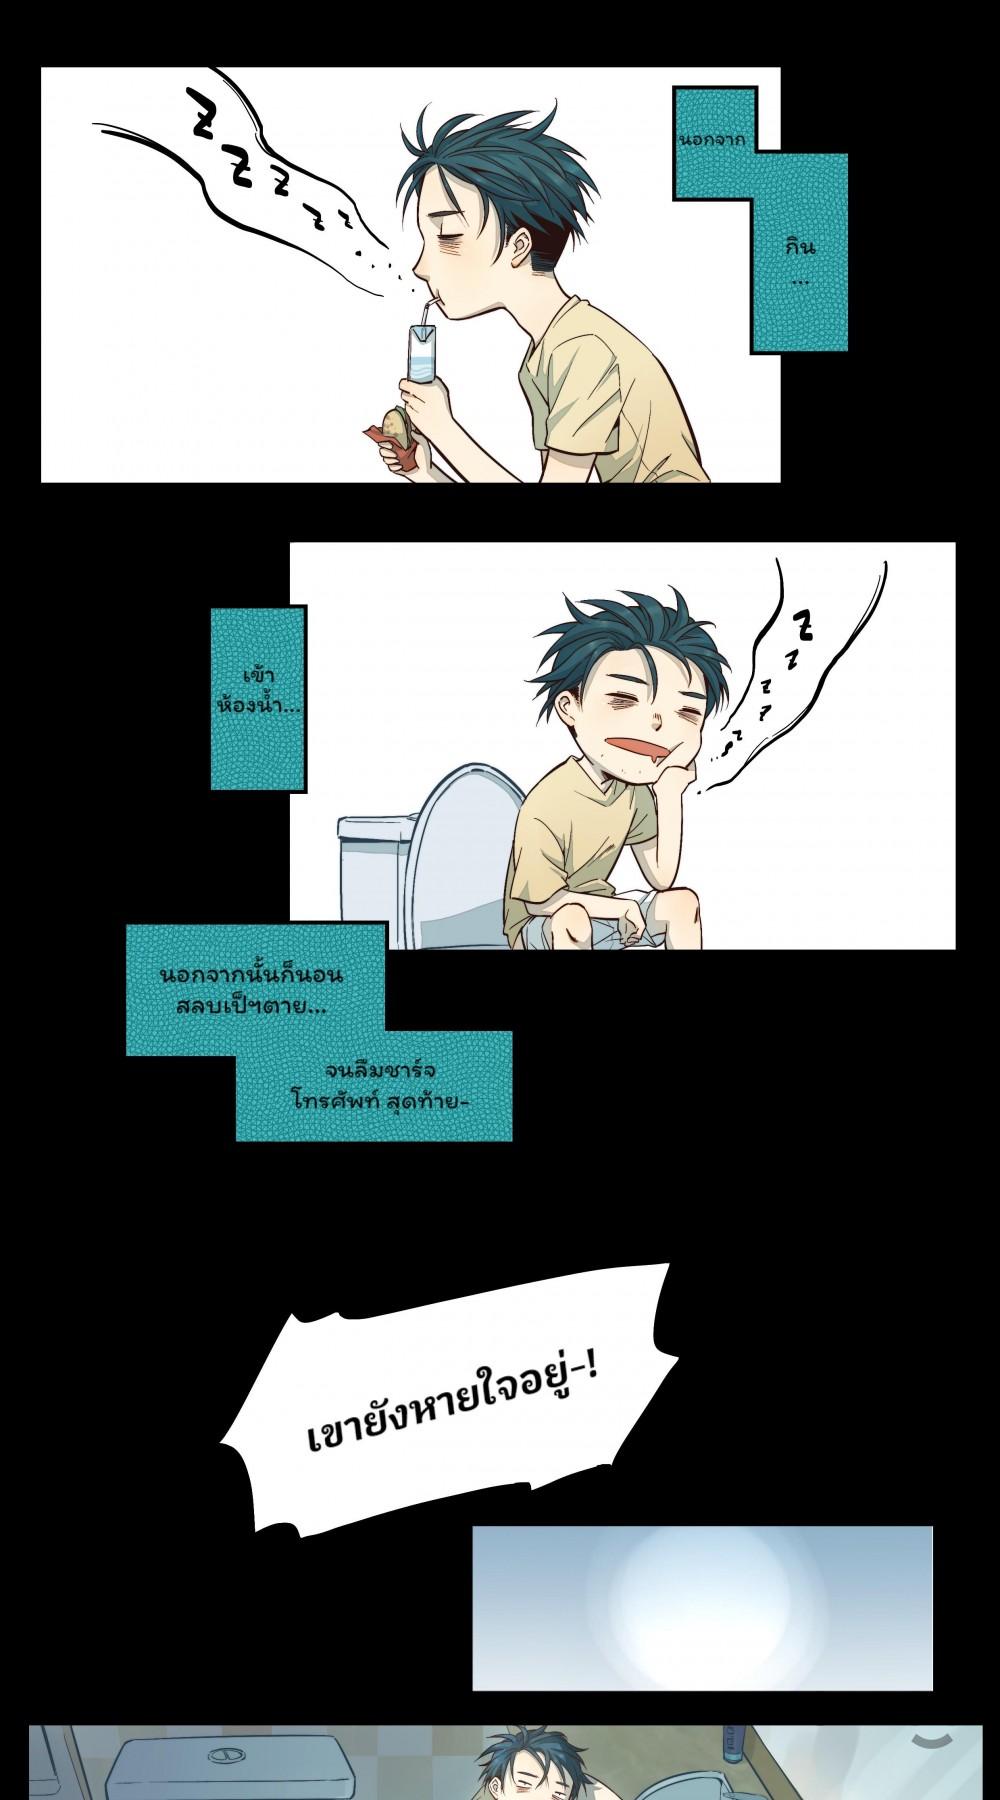 Z
Z
Z
Z
Z
นอกจาก
กิน
...
Z
Z
Z
Z
Z
เข้า
ห้องน้ำ...
นอกจากนั้นก็นอน
สลบเป็ฯตาย...
จนลืมชาร์จ
โทรศัพท์ สุดท้าย-
เขายังหายใจอยู่-!